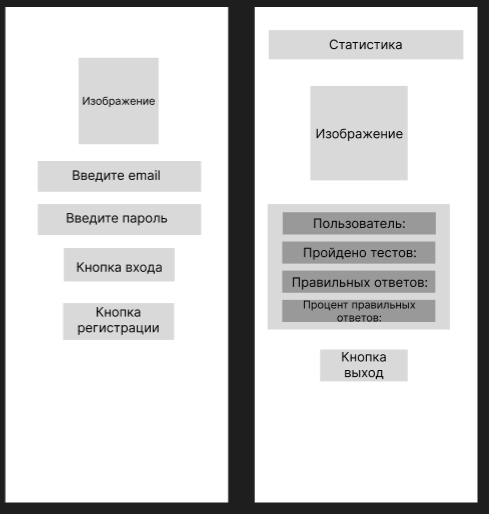 Изображение
Введите email
Введите пароль
Кнопка входа
Кнопка
регистрации
Статистика
Изображение
Пользователь:
Пройдено тестов:
Правильных ответов:
Процент правильных
ответов:
Кнопка
выход